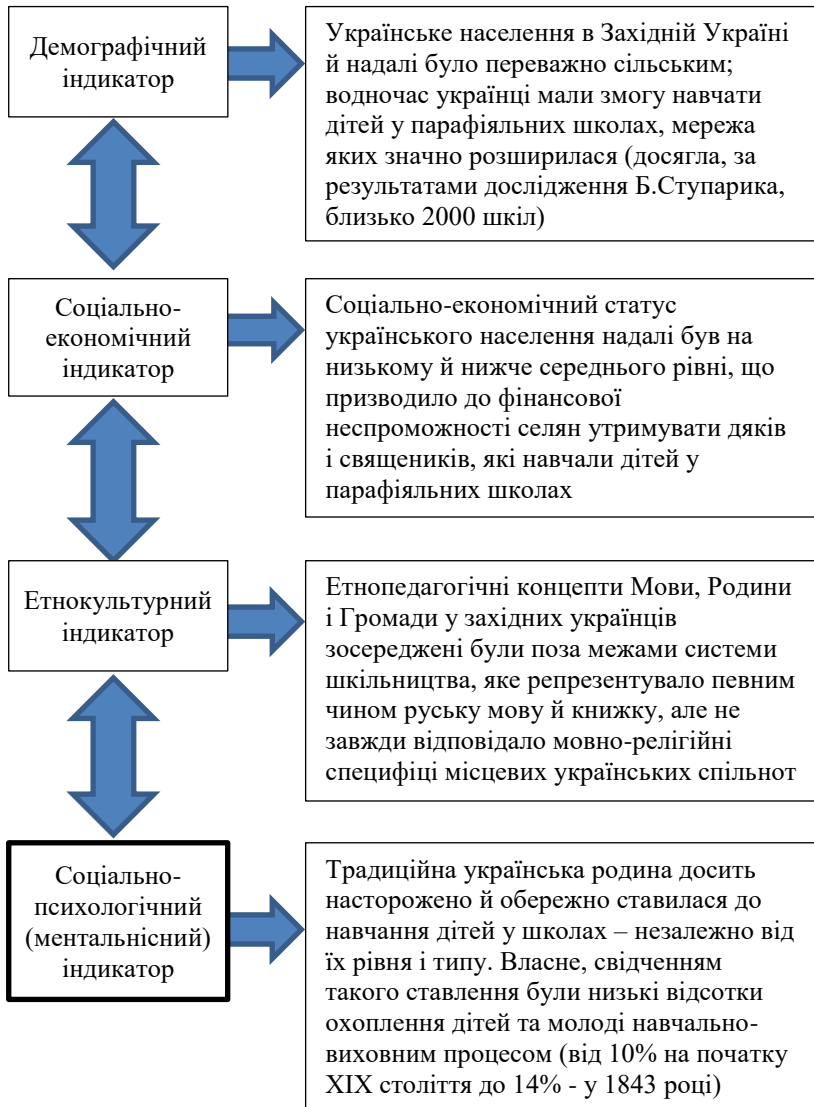 Демографічний
індикатор
Українське населення в Західній Україні
й надалі було переважно сільським;
водночас українці мали змогу навчати
дітей у парафіяльних школах, мережа
яких значно розширилася (досягла, за
результатами дослідження Б.Ступарика,
близько 2000 шкіл)
Соціально-
економічний
індикатор
Соціально-економічний статус
українського населення надалі був на
низькому й нижче середнього рівні, що
призводило до фінансової
неспроможності селян утримувати дяків
і священиків, які навчали дітей у
парафіяльних школах
Етнокультурний
індикатор
Етнопедагогічні концепти Мови, Родини
і Громади у західних українців
зосереджені були поза межами системи
шкільництва, яке репрезентувало певним
чином руську мову й книжку, але не
завжди відповідало мовно-релігійні
специфіці місцевих українських спільнот
Соціально-
психологічний
(ментальнісний)
індикатор
Традиційна українська родина досить
насторожено й обережно ставилася до
навчання дітей у школах – незалежно від
їх рівня і типу. Власне, свідченням
такого ставлення були низькі відсотки
охоплення дітей та молоді навчально-
виховним процесом (від 10% на початку
ХІХ століття до 14% - у 1843 році)